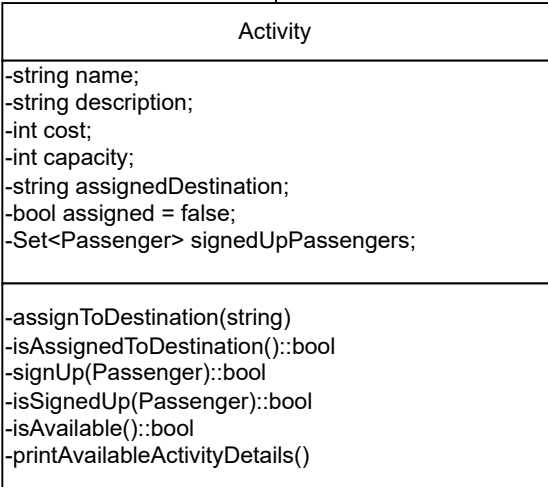 Activity
-string name;
-string description;
-int cost;
-int capacity;
-string assignedDestination;
-bool assigned = false;
-Set<Passenger> signedUpPassengers;
-assignToDestination(string)
-isAssignedToDestination()::bool
-signUp(Passenger)::bool
-isSignedUp(Passenger)::bool
-isAvailable()::bool
-printAvailableActivityDetails()